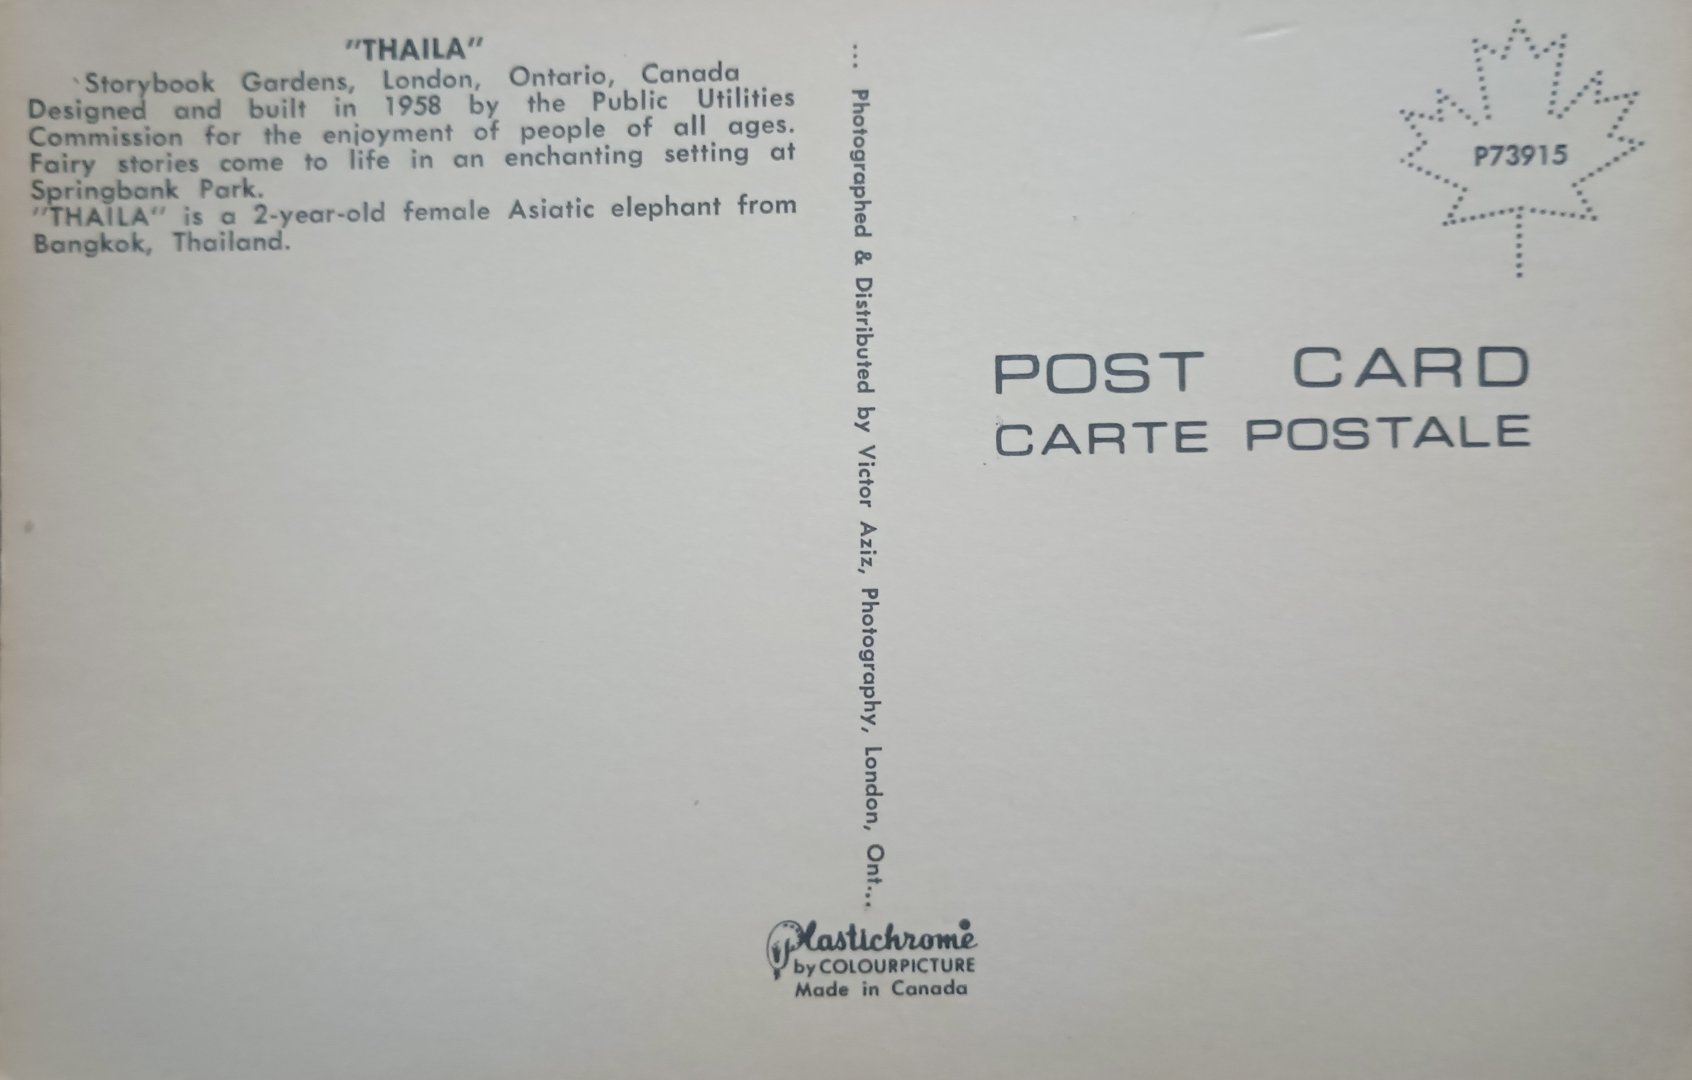 "THAILA"
Storybook Gardens, London, Ontario, Canada
Designed and built in 1958 by the Public Utilities
Commission for the enjoyment of people of all ages.
Fairy stories come to life in an enchanting setting at
Springbank Park.
"THAILA" is a 2-year-old female Asiatic elephant from
Bangkok, Thailand.
... Photographed & Distributed by Victor Aziz, Photography, London, Ont...
P73915
POST CARD
CARTE POSTALE
Plastichrome
by COLOURPICTURE
Made in Canada